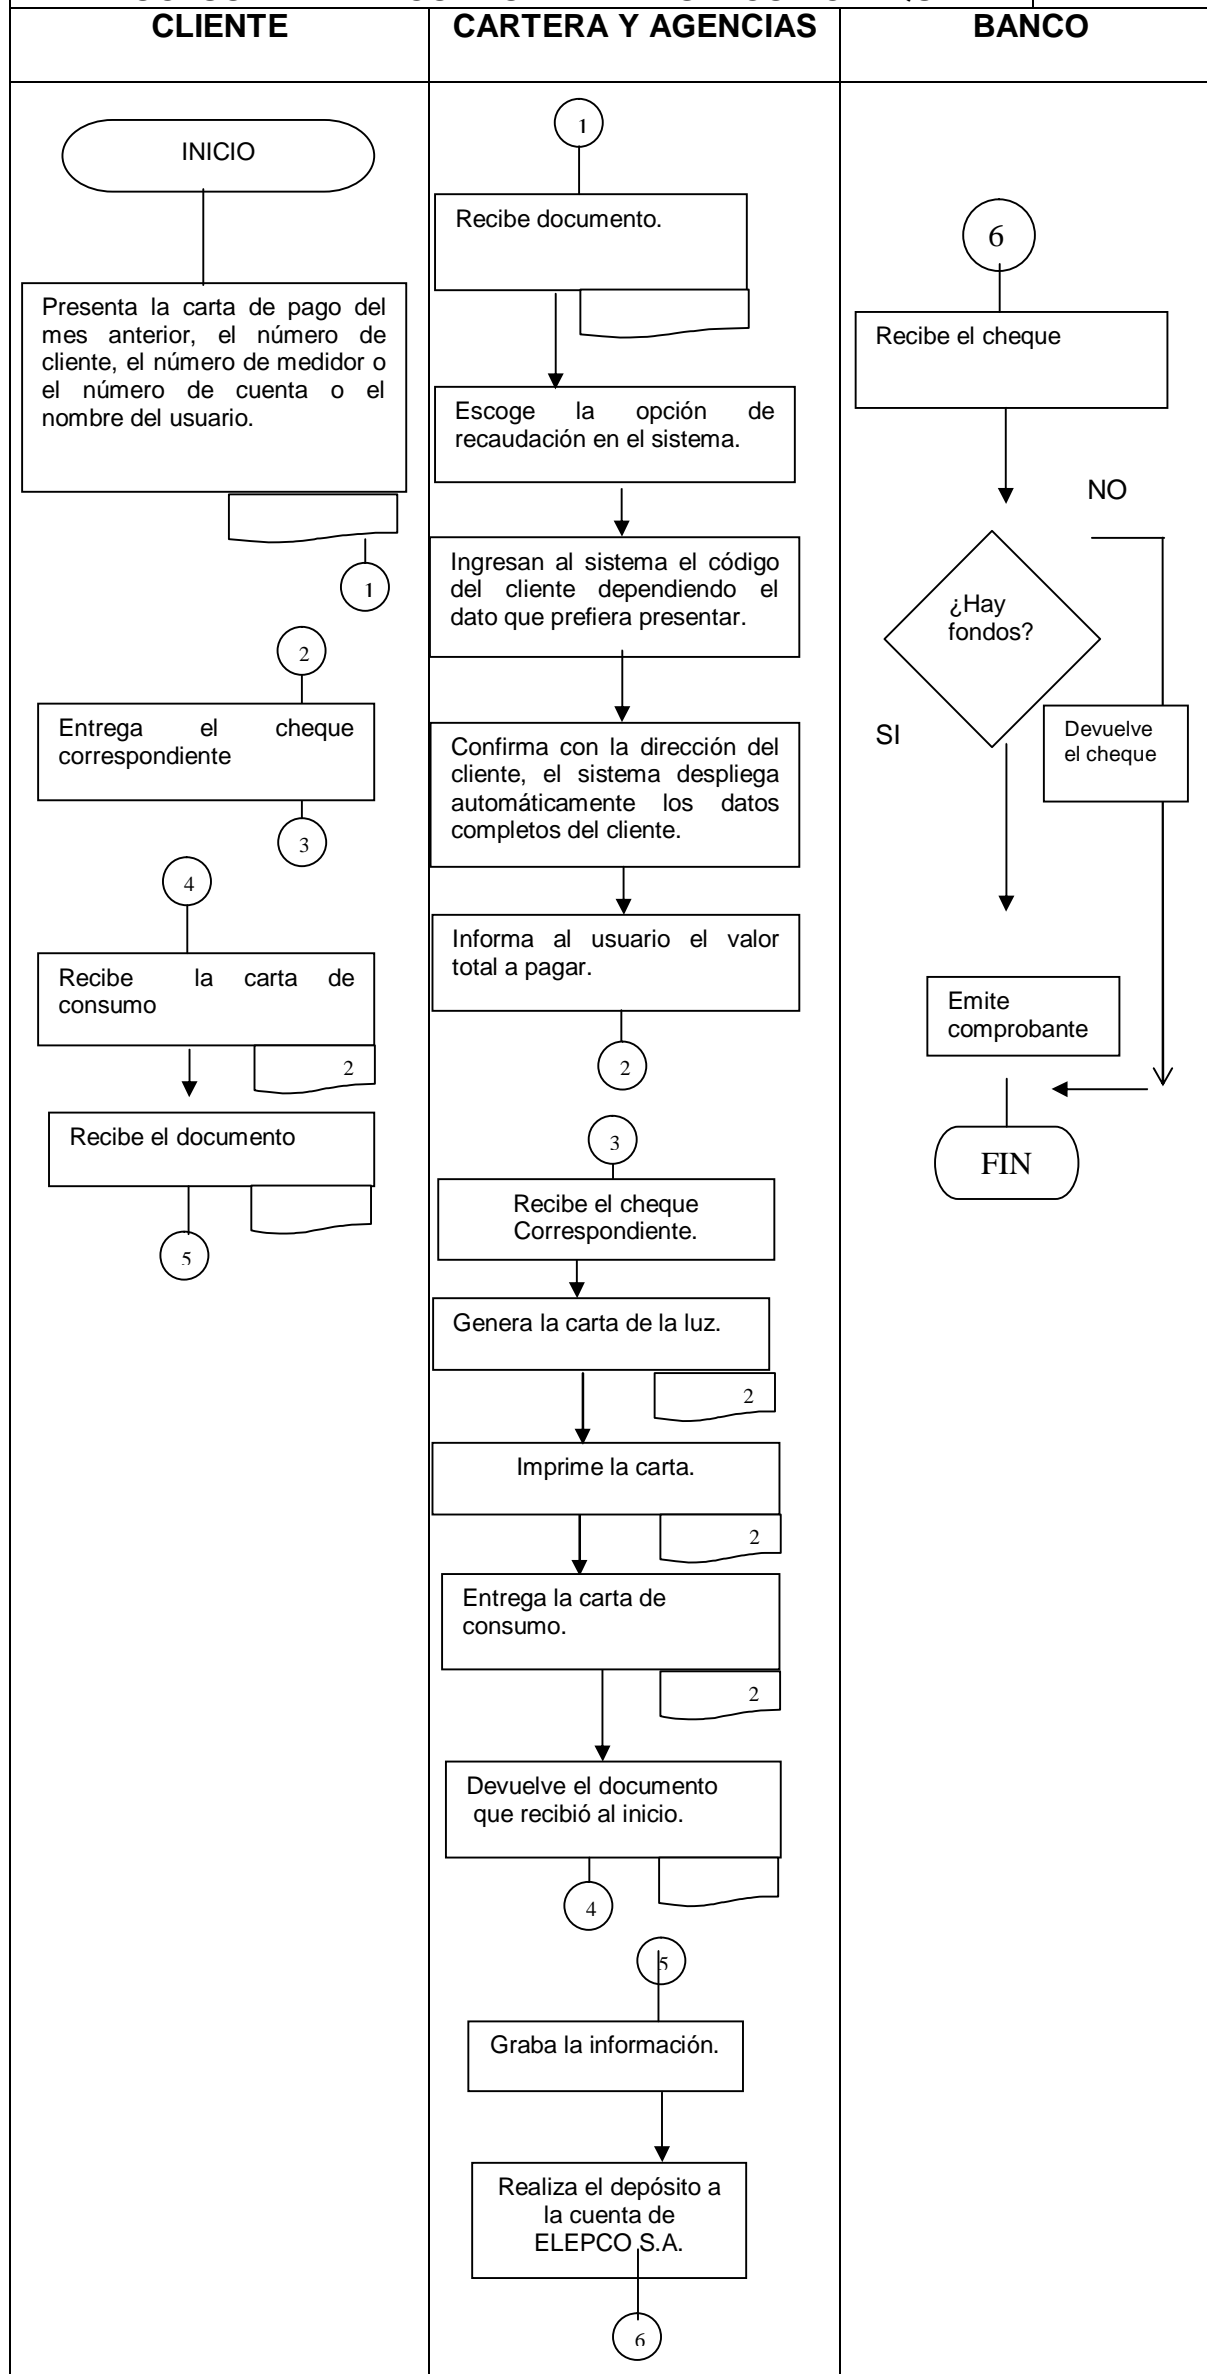 CLIENTE
CARTERA Y AGENCIAS
BANCO
INICIO
Presenta la carta de pago del
mes anterior, el número de
cliente, el número de medidor o
el número de cuenta o el
nombre del usuario.
1
2
Entrega el cheque
correspondiente
3
4
Recibe la carta de
consumo
2
Recibe el documento
5
1
Recibe documento.
Escoge la opción de
recaudación en el sistema.
Ingresan al sistema el código
del cliente dependiendo el
dato que prefiera presentar.
Confirma con la dirección del
cliente, el sistema despliega
automáticamente los datos
completos del cliente.
Informa al usuario el valor
total a pagar.
2
3
Recibe el cheque
Correspondiente.
Genera la carta de la luz.
2
Imprime la carta.
2
Entrega la carta de
consumo.
2
Devuelve el documento
que recibió al inicio.
4
5
Graba la información.
Realiza el depósito a
la cuenta de
ELEPCO S.A.
6
6
Recibe el cheque
NO
¿Hay
fondos?
SI
Devuelve
el cheque
Emite
comprobante
FIN